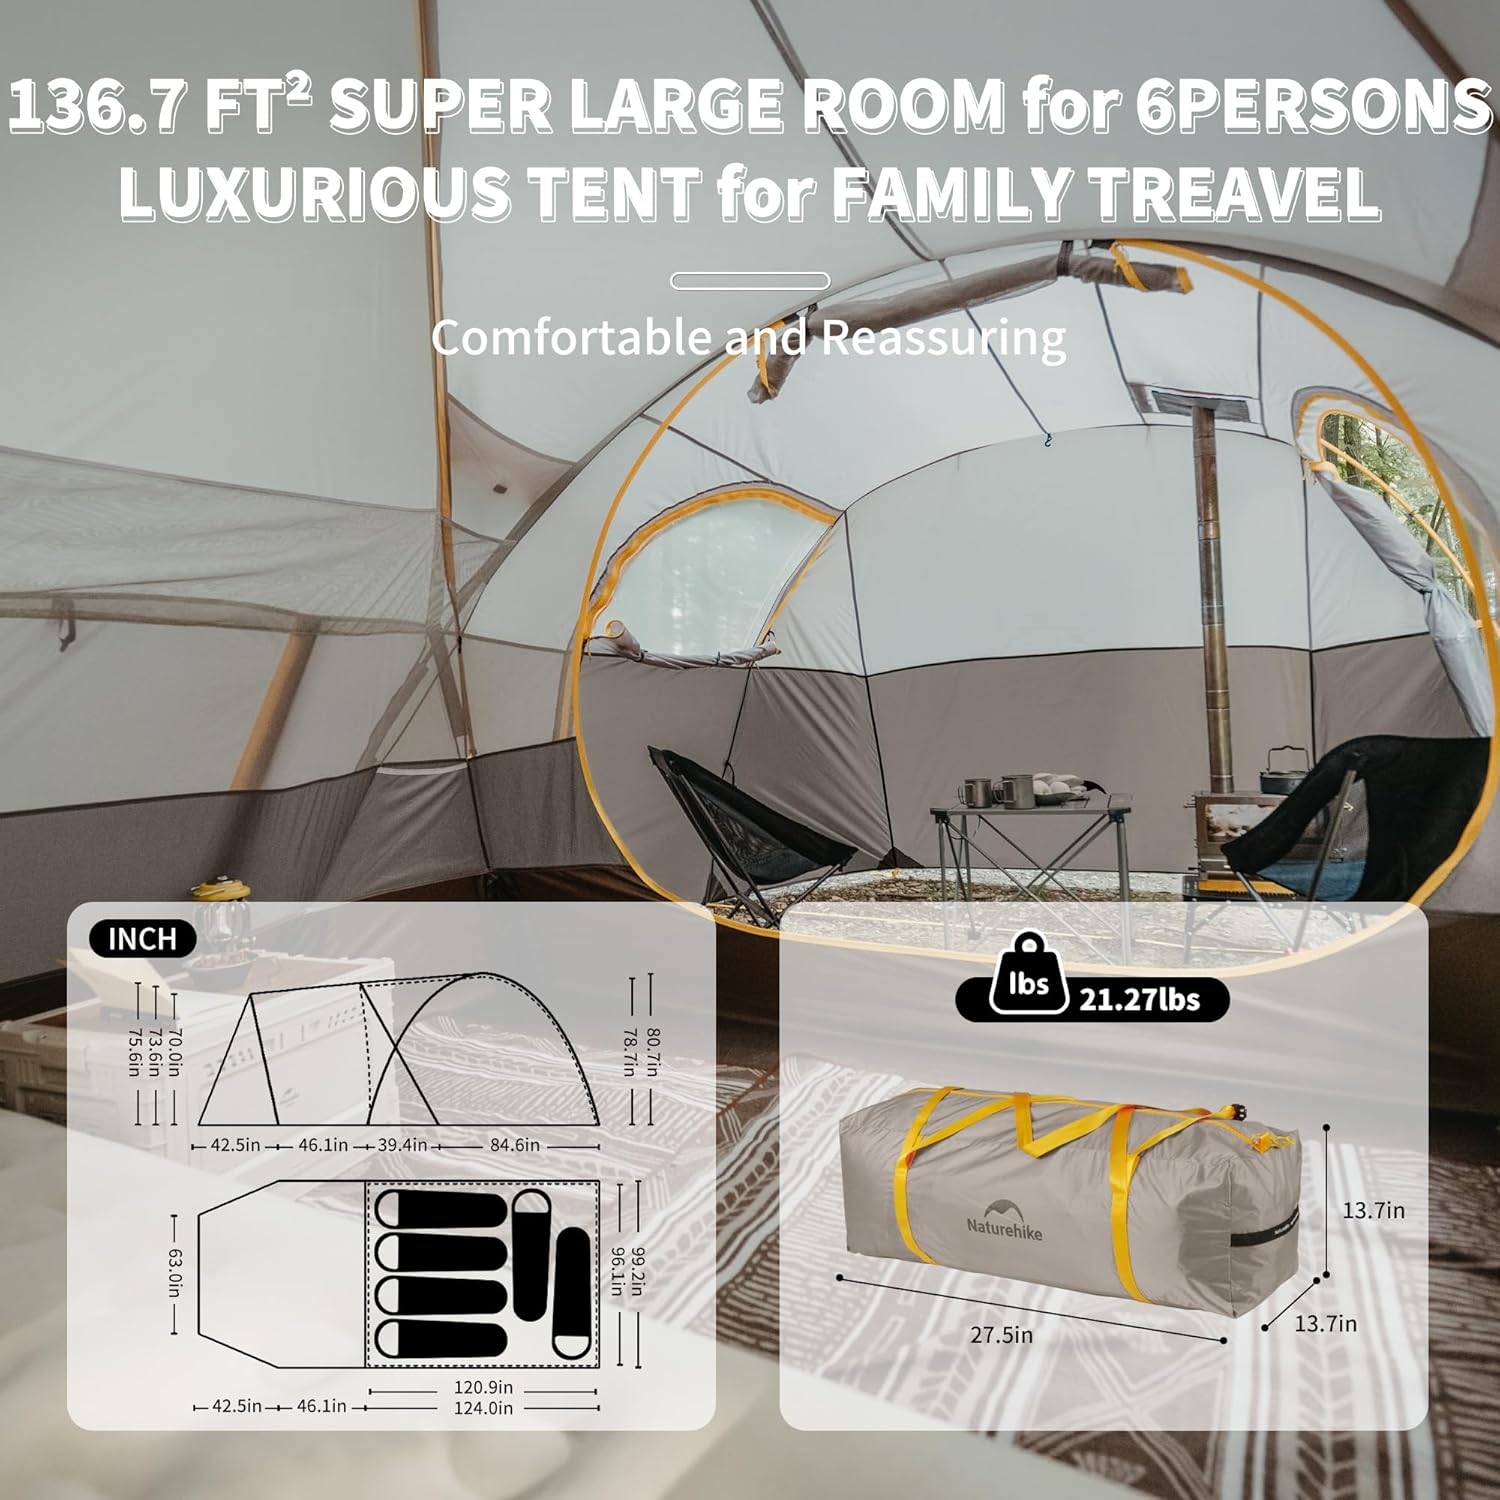 136.7 FT² SUPER LARGE ROOM for 6PERSONS
LUXURIOUS TENT for FAMILY TREAVEL
Comfortable and Reassuring
INCH
75.6in
73.6in
70.0in
78.7in
80.7in
42.5in
46.1in
39.4in
84.6in
63.0in
96.1in
99.2in
120.9in
42.5in
46.1in
124.0in
lbs
21.27lbs
Naturehike
13.7in
13.7in
27.5in